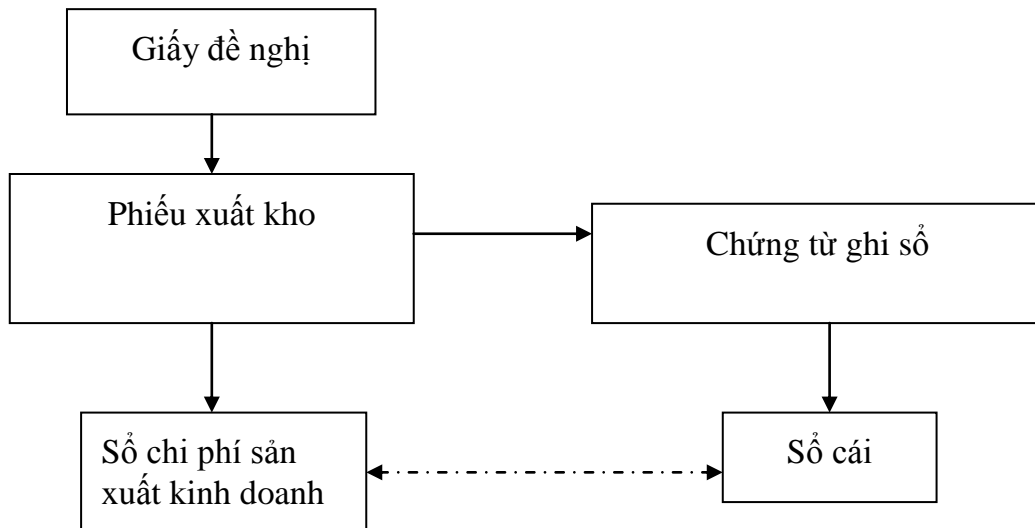 Giấy đề nghị
Phiếu xuất kho
Chứng từ ghi sổ
Sổ chi phí sản
xuất kinh doanh
Sổ cái